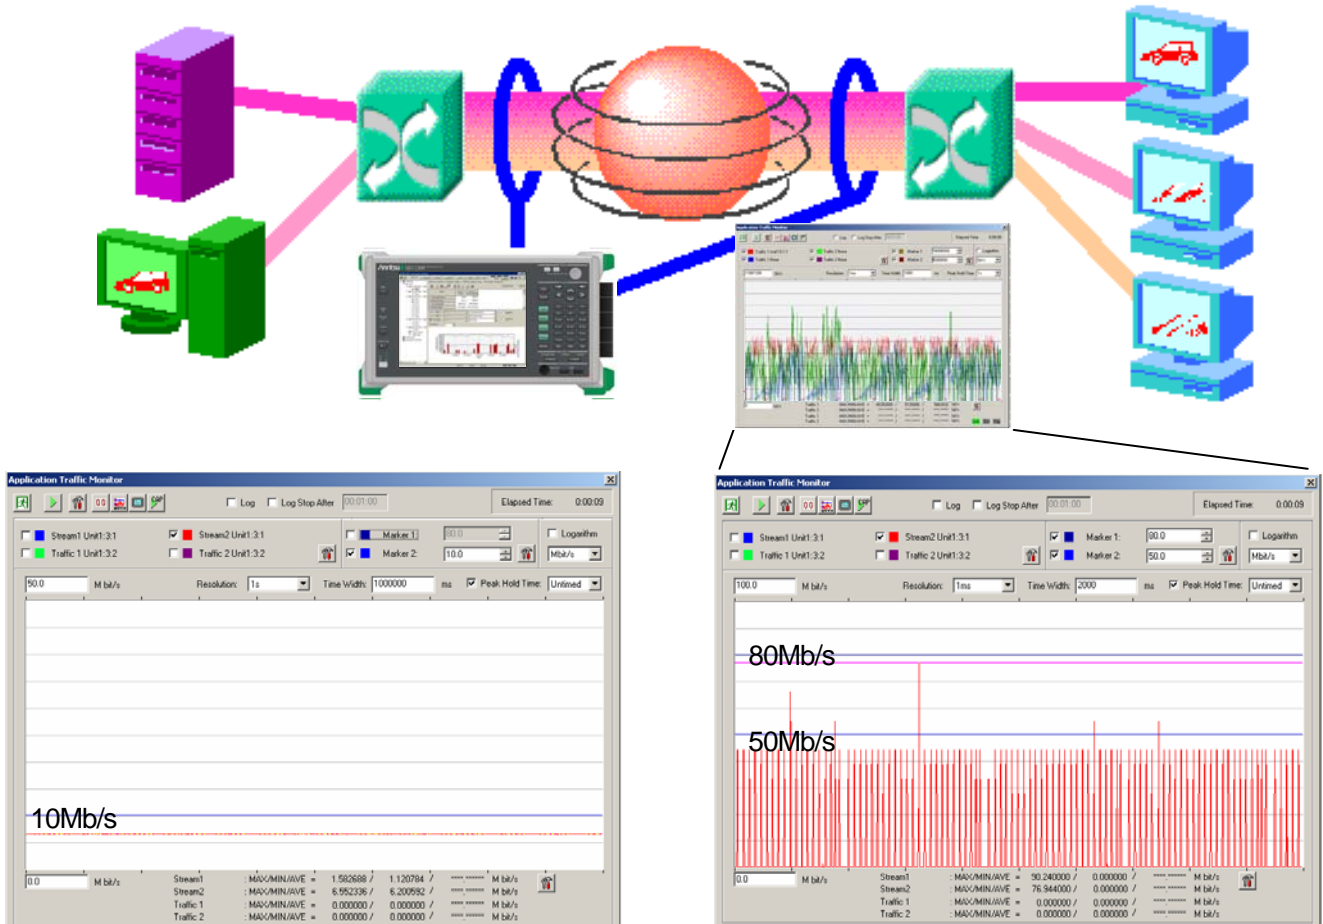 Anritsu
Application Traffic Monitor
Application Traffic Monitor
Log Log Stop After 00:01:00 Elapsed Time: 0:00:09
Stream1 Unit1:3:1 Stream2 Unit1:3:1 Marker 1: 80.0 Logarithm
Traffic 1 Unit1:3:2 Traffic 2 Unit1:3:2 Marker 2: 10.0 Mbit/s
50.0 M bit/s Resolution: 1s Time Width: 1000000 ms Peak Hold Time: Untimed
10Mb/s
0.0 M bit/s
Stream1 : MAX/MIN/AVE = 1.582688 / 1.120784 / ----.------ M bit/s
Stream2 : MAX/MIN/AVE = 6.552336 / 6.200592 / ----.------ M bit/s
Traffic 1 : MAX/MIN/AVE = 0.000000 / 0.000000 / ----.------ M bit/s
Traffic 2 : MAX/MIN/AVE = 0.000000 / 0.000000 / ----.------ M bit/s
Application Traffic Monitor
Log Log Stop After 00:01:00 Elapsed Time: 0:00:09
Stream1 Unit1:3:1 Stream2 Unit1:3:1 Marker 1: 80.0 Logarithm
Traffic 1 Unit1:3:2 Traffic 2 Unit1:3:2 Marker 2: 50.0 Mbit/s
100.0 M bit/s Resolution: 1ms Time Width: 2000 ms Peak Hold Time: Untimed
80Mb/s
50Mb/s
0.0 M bit/s
Stream1 : MAX/MIN/AVE = 90.240000 / 0.000000 / ----.------ M bit/s
Stream2 : MAX/MIN/AVE = 76.944000 / 0.000000 / ----.------ M bit/s
Traffic 1 : MAX/MIN/AVE = 0.000000 / 0.000000 / ----.------ M bit/s
Traffic 2 : MAX/MIN/AVE = 0.000000 / 0.000000 / ----.------ M bit/s